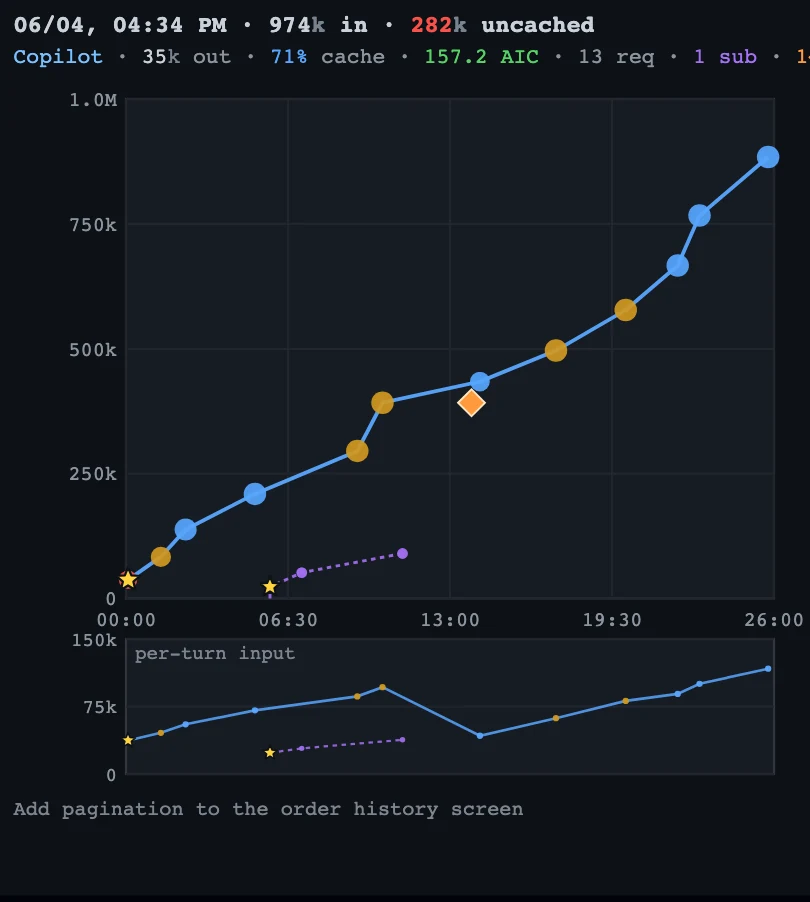 06/04, 04:34 PM · 974k in · 282k uncached
Copilot · 35k out · 71% cache · 157.2 AIC · 13 req · 1 sub ·
1.0M
750k
500k
250k
0
00:00 06:30 13:00 19:30 26:00
150k
per-turn input
75k
0
Add pagination to the order history screen